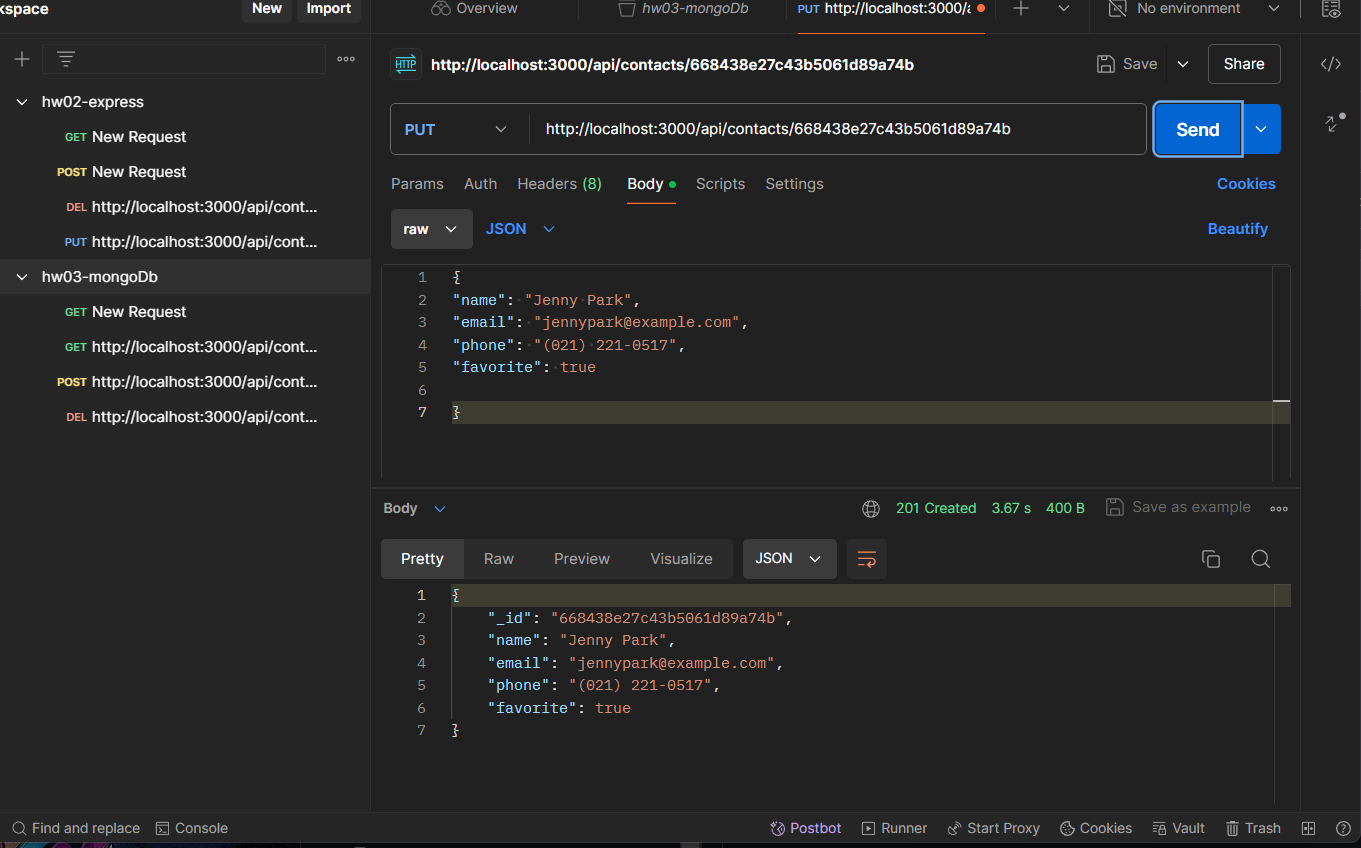 kspace
New
Import
Overview
hw03-mongoDb
PUT http://localhost:3000/a
No environment
hw02-express
GET New Request
POST New Request
DEL http://localhost:3000/api/cont...
PUT http://localhost:3000/api/cont...
hw03-mongoDb
GET New Request
GET http://localhost:3000/api/cont...
POST http://localhost:3000/api/cont...
DEL http://localhost:3000/api/cont...
HTTP http://localhost:3000/api/contacts/668438e27c43b5061d89a74b
Save
Share
PUT
http://localhost:3000/api/contacts/668438e27c43b5061d89a74b
Send
Params Auth Headers (8) Body Scripts Settings
Cookies
raw JSON
Beautify
1 {
2 "name": "Jenny Park",
3 "email": "jennypark@example.com",
4 "phone": "(021) 221-0517",
5 "favorite": true
6
7 }
Body
201 Created 3.67 s 400 B
Save as example
Pretty Raw Preview Visualize
JSON
1 {
2 "_id": "668438e27c43b5061d89a74b",
3 "name": "Jenny Park",
4 "email": "jennypark@example.com",
5 "phone": "(021) 221-0517",
6 "favorite": true
7 }
Find and replace
Console
Postbot
Runner
Start Proxy
Cookies
Vault
Trash